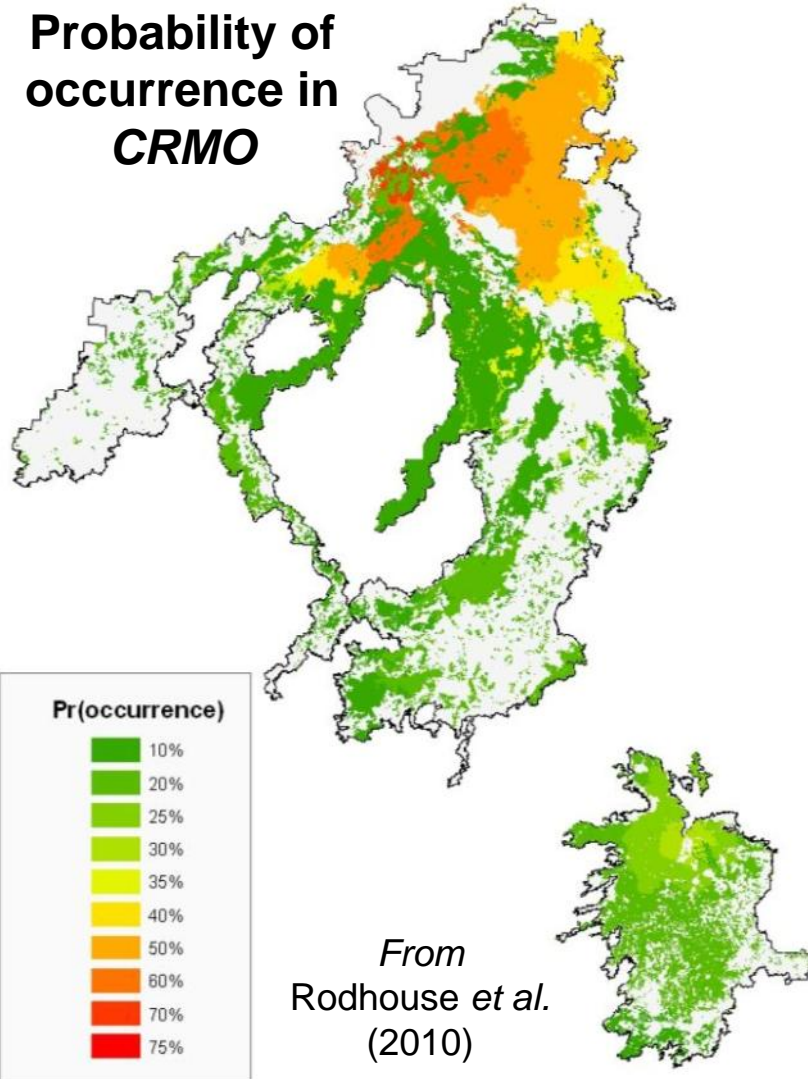 Probability of
occurrence in
CRMO
Pr(occurrence)
10%
20%
25%
30%
35%
40%
50%
60%
70%
75%
From
Rodhouse et al.
(2010)